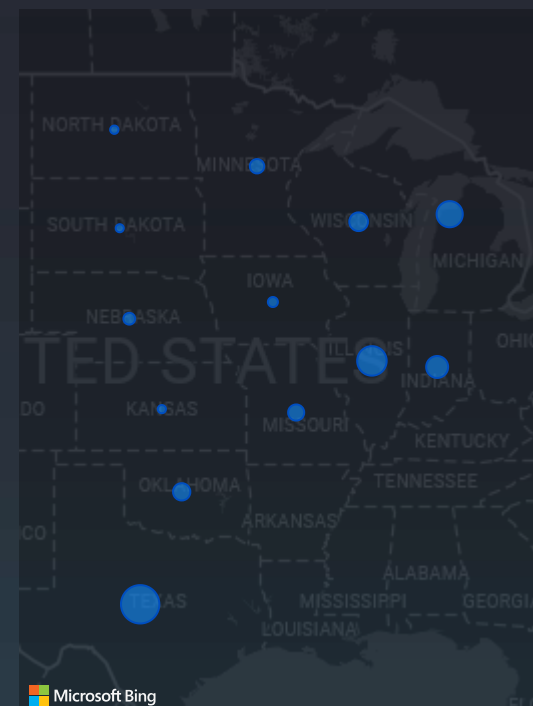 NORTH DAKOTA
MINNESOTA
SOUTH DAKOTA
WISCONSIN
MICHIGAN
IOWA
NEBRASKA
TED STATES
ILLINOIS
OHIO
INDIANA
DO
KANSAS
MISSOURI
KENTUCKY
TENNESSEE
OKLAHOMA
ARKANSAS
CO
ALABAMA
TEXAS
MISSISSIPPI
GEORGIA
LOUISIANA
Microsoft Bing